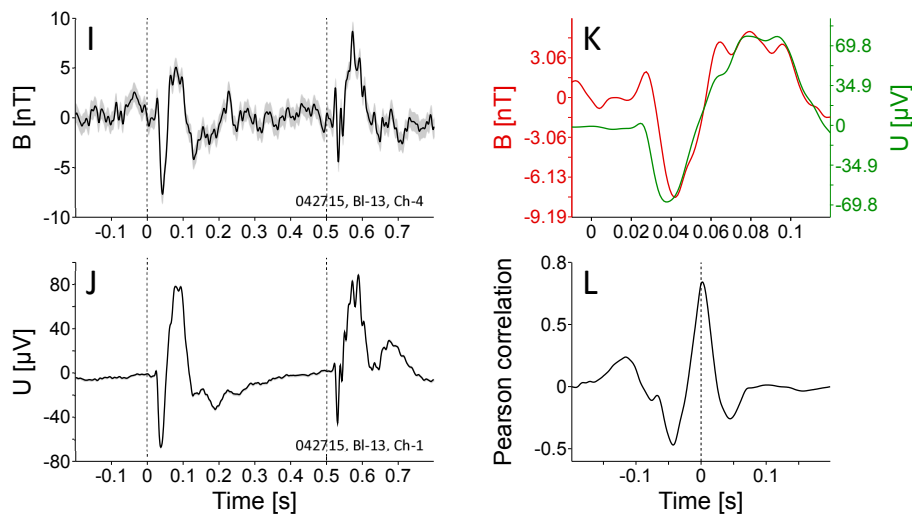 I
10
5
0
-5
-10
B [nT]
-0.1 0 0.1 0.2 0.3 0.4 0.5 0.6 0.7
042715, Bl-13, Ch-4
K
3.06
0
-3.06
-6.13
-9.19
B [nT]
69.8
34.9
0
-34.9
-69.8
U [µV]
0 0.02 0.04 0.06 0.08 0.1
J
80
40
0
-40
-80
U [µV]
-0.1 0 0.1 0.2 0.3 0.4 0.5 0.6 0.7
042715, Bl-13, Ch-1
Time [s]
L
0.8
0.5
0
-0.5
Pearson correlation
-0.1 0 0.1
Time [s]